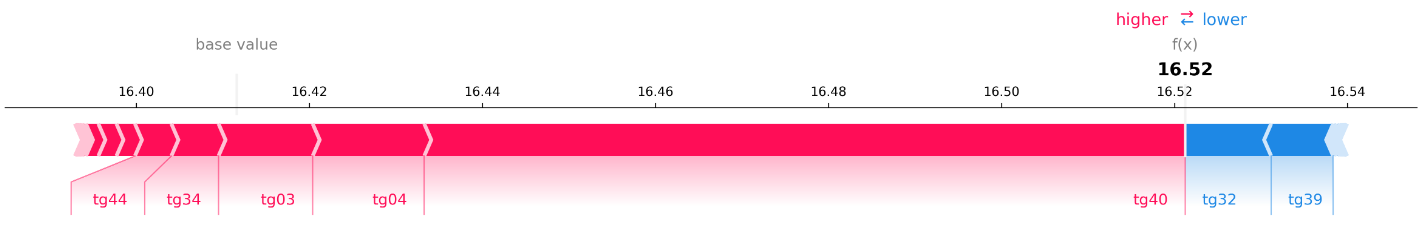 higher ⇄ lower
base value f(x)
16.52
16.40 16.42 16.44 16.46 16.48 16.50 16.52 16.54
tg44 tg34 tg03 tg04 tg40 tg32 tg39